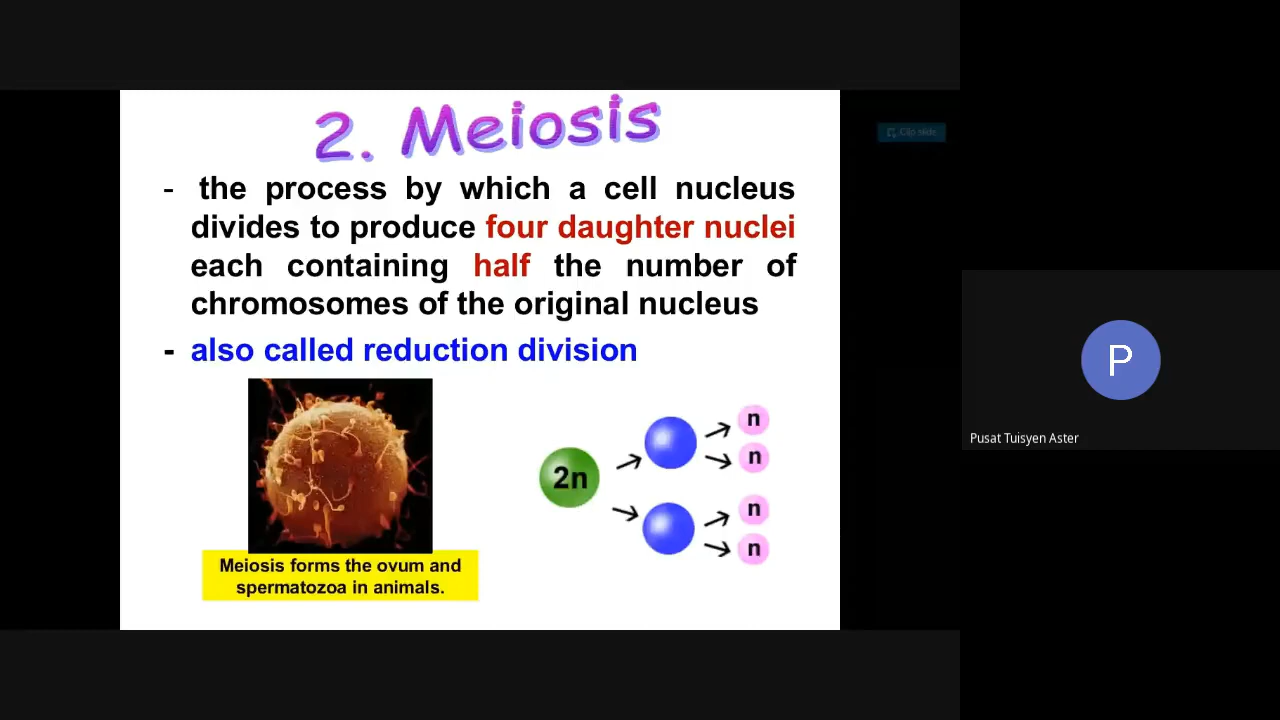 2. Meiosis
Clip slide
- the process by which a cell nucleus
divides to produce four daughter nuclei
each containing half the number of
chromosomes of the original nucleus
- also called reduction division
2n
n
n
n
n
Meiosis forms the ovum and
spermatozoa in animals.
P
Pusat Tuisyen Aster